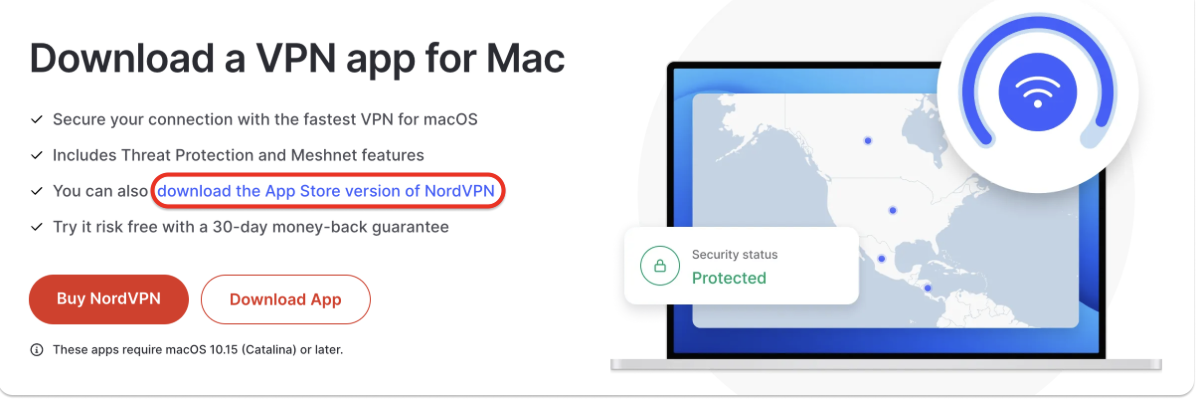 Download a VPN app for Mac
Secure your connection with the fastest VPN for macOS
Includes Threat Protection and Meshnet features
You can also download the App Store version of NordVPN
Try it risk free with a 30-day money-back guarantee
Buy NordVPN
Download App
These apps require macOS 10.15 (Catalina) or later.
Security status
Protected